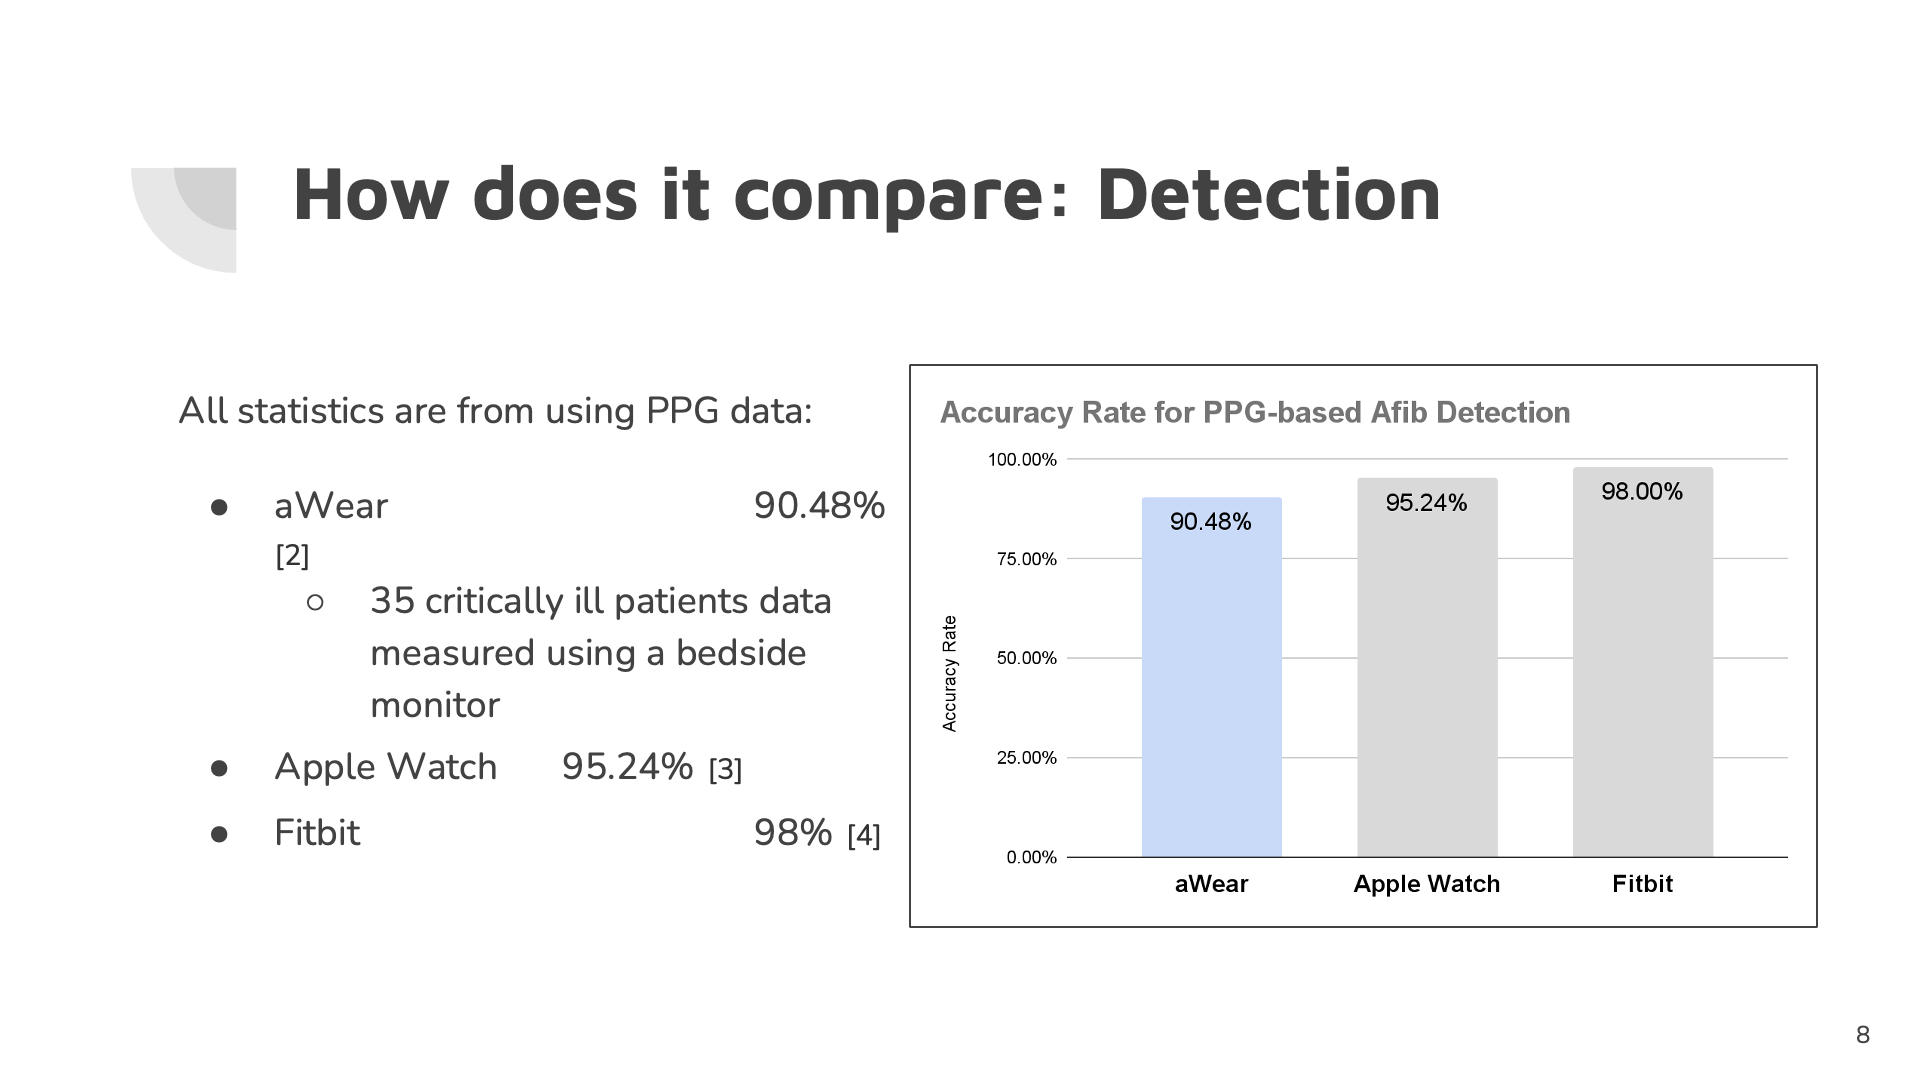 How does it compare: Detection
All statistics are from using PPG data:
● aWear 90.48%
[2]
○ 35 critically ill patients data
measured using a bedside
monitor
● Apple Watch 95.24% [3]
● Fitbit 98% [4]
Accuracy Rate for PPG-based Afib Detection
Accuracy Rate
100.00%
75.00%
50.00%
25.00%
0.00%
90.48%
95.24%
98.00%
aWear
Apple Watch
Fitbit
8